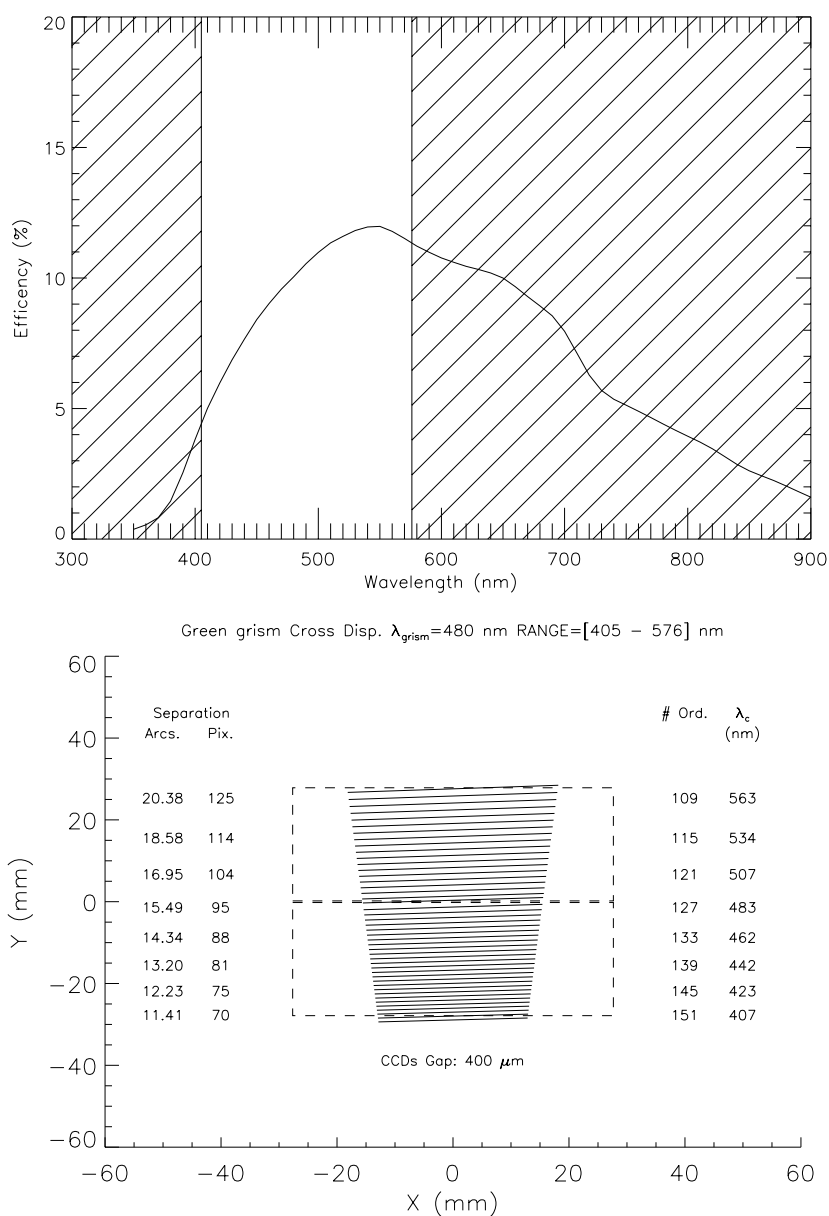 20
15
10
5
0
Efficency (%)
300 400 500 600 700 800 900
Wavelength (nm)
Green grism Cross Disp. λgrism=480 nm RANGE=[405 - 576] nm
60
40
20
0
-20
-40
-60
Y (mm)
Separation # Ord. λc
Arcs. Pix. (nm)
20.38 125 109 563
18.58 114 115 534
16.95 104 121 507
15.49 95 127 483
14.34 88 133 462
13.20 81 139 442
12.23 75 145 423
11.41 70 151 407
CCDs Gap: 400 μm
-60 -40 -20 0 20 40 60
X (mm)